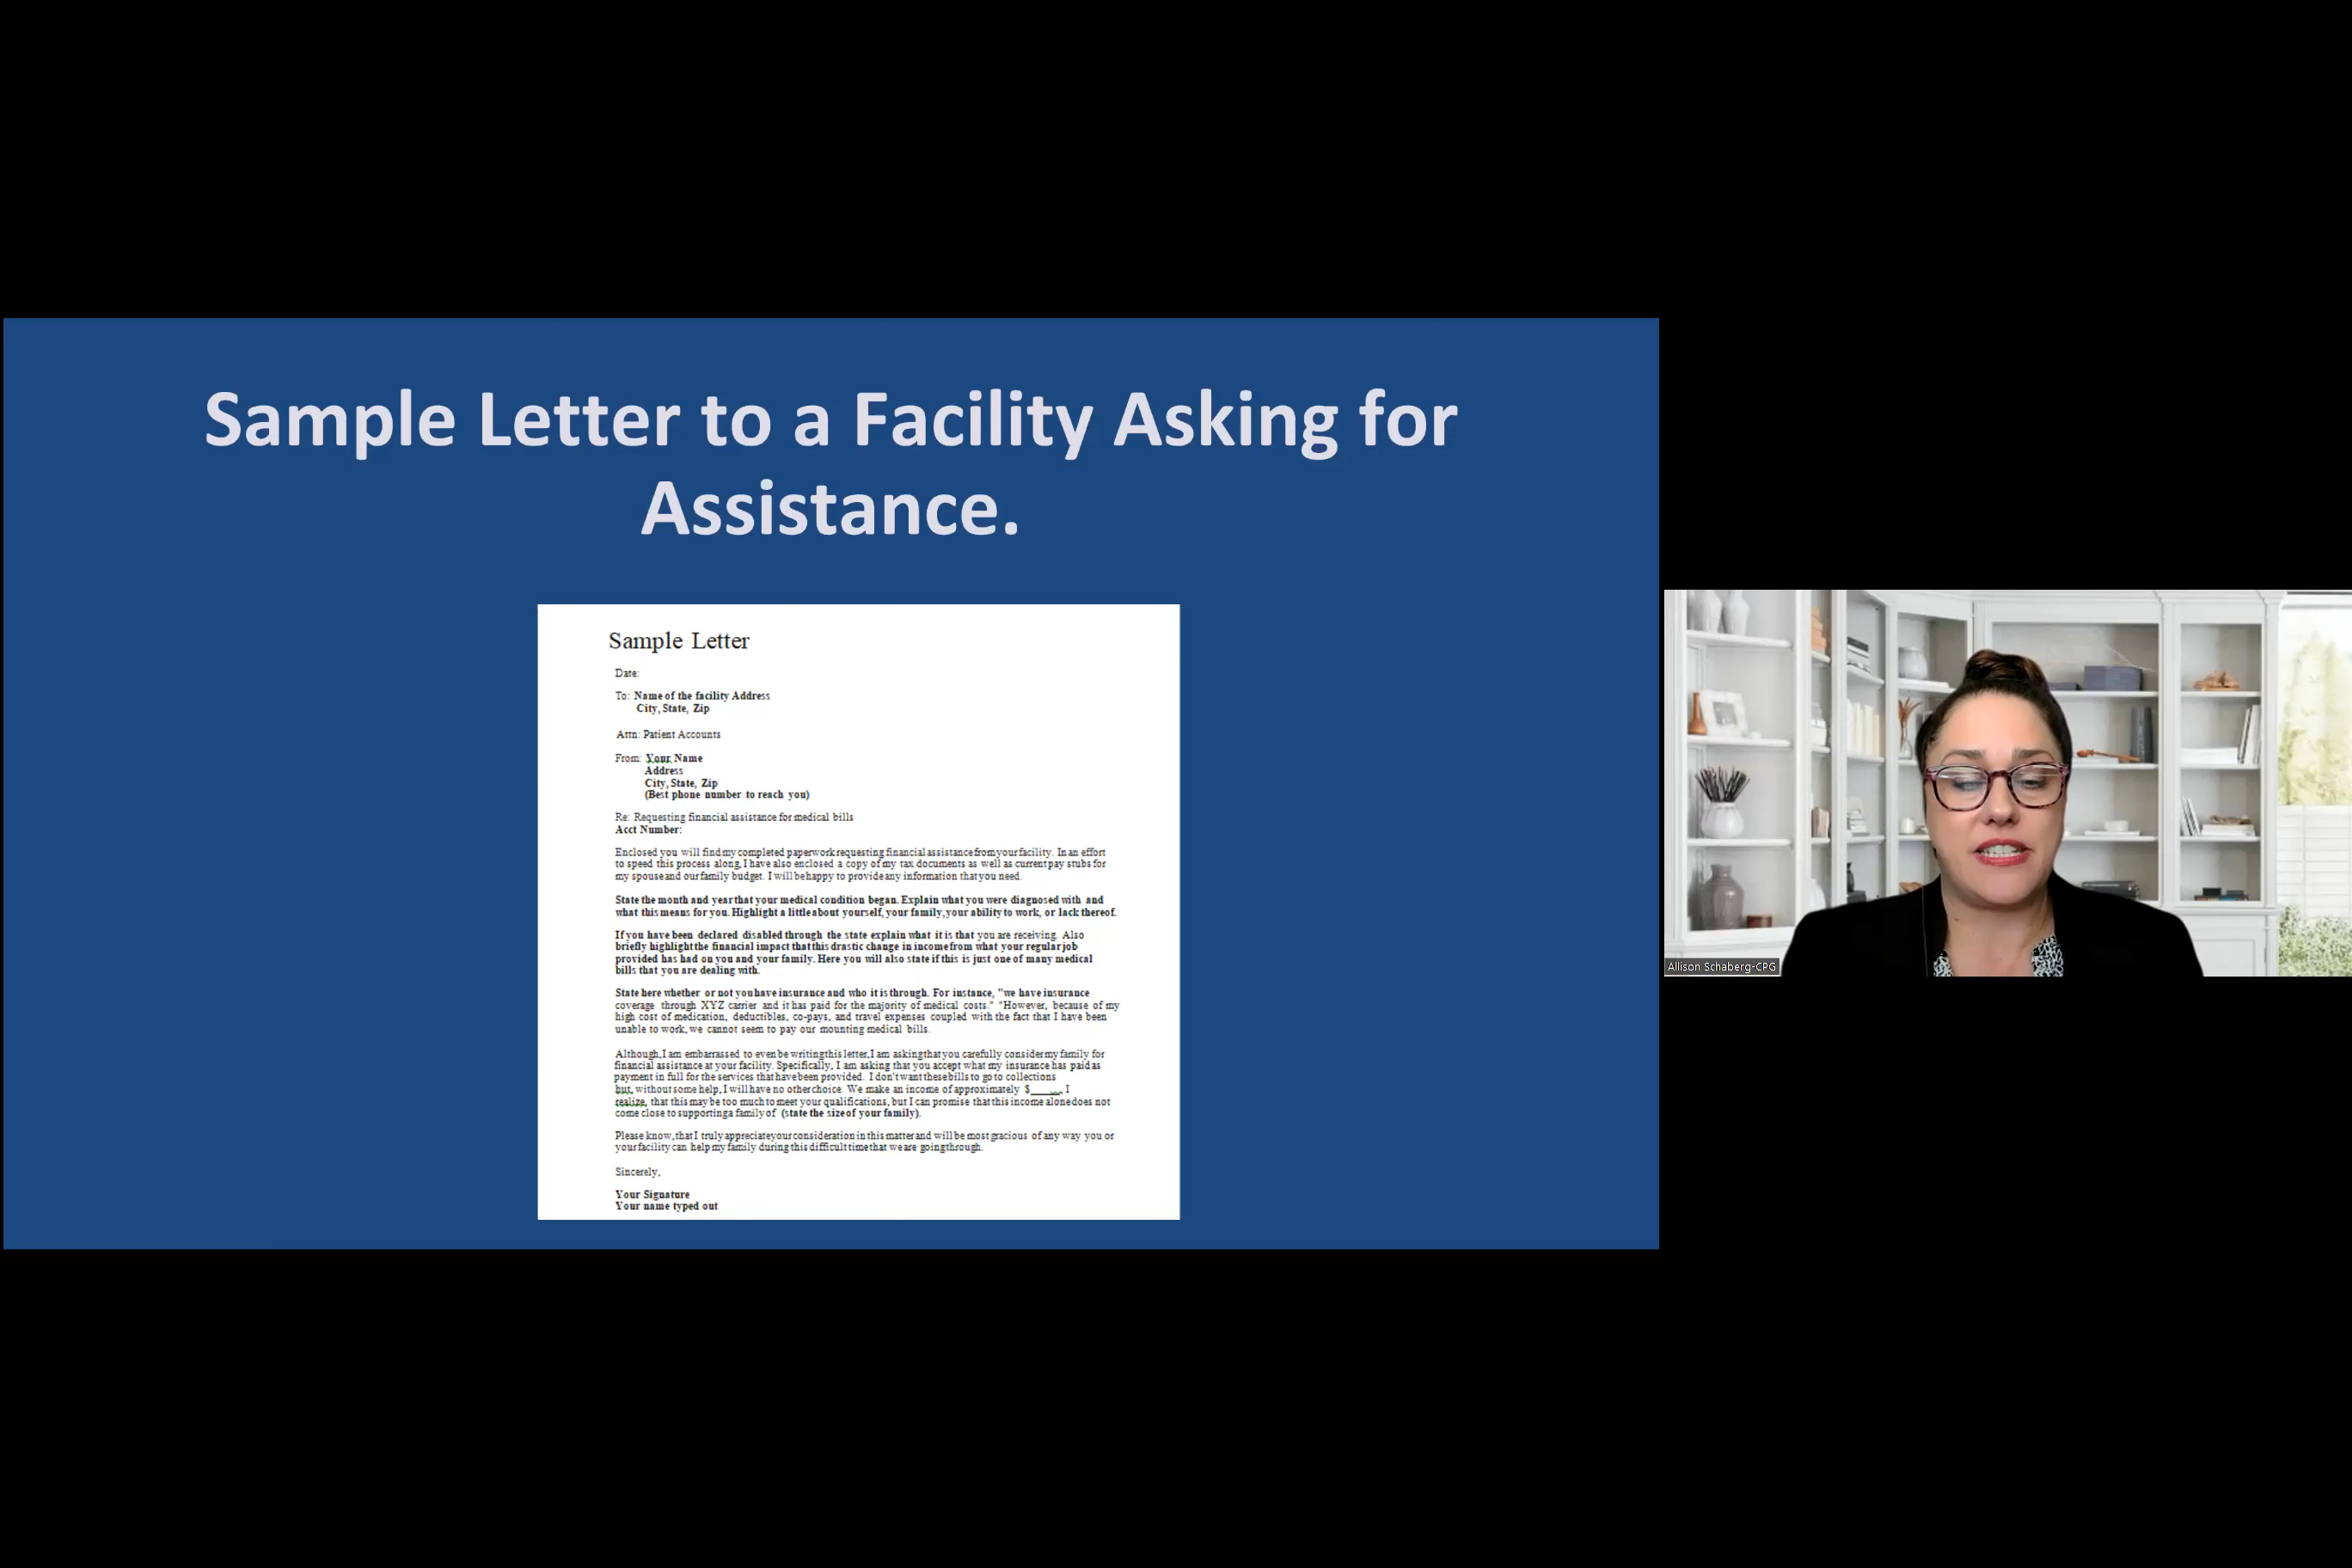 Sample Letter to a Facility Asking for
Assistance.
Sample Letter
Date:
To: Name of the facility Address
City, State, Zip
Attn: Patient Accounts
From: Your Name
Address
City, State, Zip
(Best phone number to reach you)
Re: Requesting financial assistance for medical bills
Acct Number:
Enclosed you will find my completed paperwork requesting financial assistance from your facility. In an effort
to speed this process along, I have also enclosed a copy of my tax documents as well as current pay stubs for
my spouse and our family budget. I will be happy to provide any information that you need.
State the month and year that your medical condition began. Explain what you were diagnosed with and
what this means for you. Highlight a little about yourself, your family, your ability to work, or lack thereof.
If you have been declared disabled through the state explain what it is that you are receiving. Also
briefly highlight the financial impact that this drastic change in income from what your regular job
provided has had on you and your family. Here you will also state if this is just one of many medical
bills that you are dealing with.
State here whether or not you have insurance and who it is through. For instance, "we have insurance
coverage through XYZ carrier and it has paid for the majority of medical costs." "However, because of my
high cost of medication, deductibles, co-pays, and travel expenses coupled with the fact that I have been
unable to work, we cannot seem to pay our mounting medical bills.
Although, I am embarrassed to even be writing this letter, I am asking that you carefully consider my family for
financial assistance at your facility. Specifically, I am asking that you accept what my insurance has paid as
payment in full for the services that have been provided. I don't want these bills to go to collections
but, without some help, I will have no other choice. We make an income of approximately $_____. I
realize, that this may be too much to meet your qualifications, but I can promise that this income alone does not
come close to supporting a family of (state the size of your family).
Please know, that I truly appreciate your consideration in this matter and will be most gracious of any way you or
your facility can help my family during this difficult time that we are going through.
Sincerely,
Your Signature
Your name typed out
Allison Schaberg-CPG